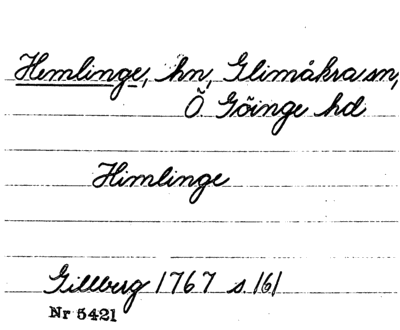 Hemlinge, hn, Glimåkra sn,
Ö. Göinge hd
Himlinge
Gillberg 1767 s. 161
Nr 5421